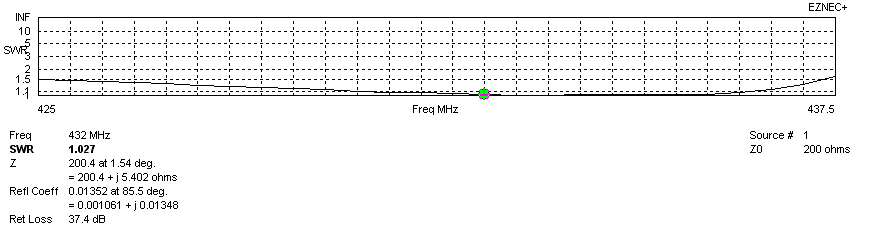 EZNEC+
INF
10
5
SWR
3
2
1.5
1.1
425 Freq MHz 437.5
Freq 432 MHz Source # 1
SWR 1.027 Z0 200 ohms
Z 200.4 at 1.54 deg.
= 200.4 + j 5.402 ohms
Refl Coeff 0.01352 at 85.5 deg.
= 0.001061 + j 0.01348
Ret Loss 37.4 dB